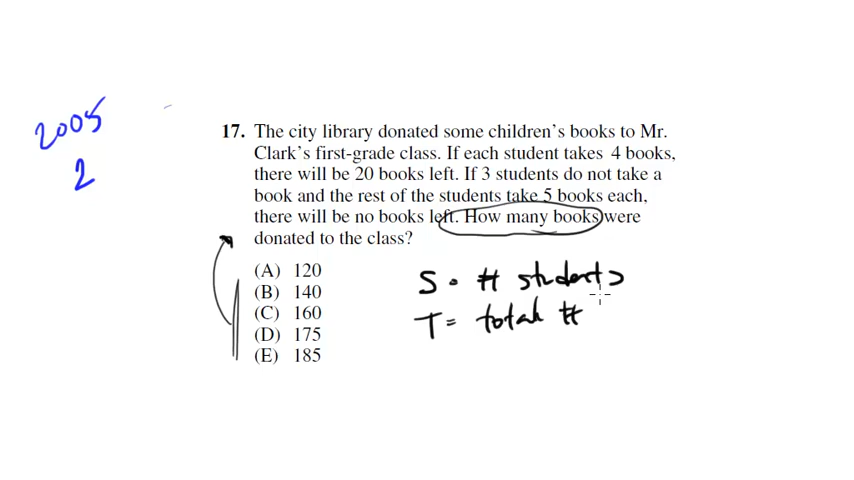 2005
2
17. The city library donated some children's books to Mr.
Clark's first-grade class. If each student takes 4 books,
there will be 20 books left. If 3 students do not take a
book and the rest of the students take 5 books each,
there will be no books left. How many books were
donated to the class?
(A) 120
(B) 140
(C) 160
(D) 175
(E) 185
S = # students
T = total #